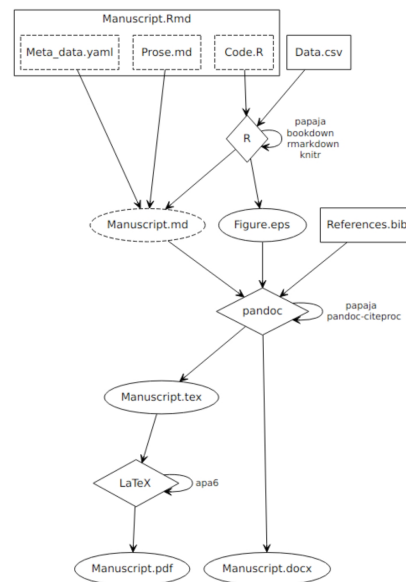 Manuscript.Rmd
Meta_data.yaml
Prose.md
Code.R
Data.csv
R
papaja
bookdown
rmarkdown
knitr
Manuscript.md
Figure.eps
References.bib
pandoc
papaja
pandoc-citeproc
Manuscript.tex
LaTeX
apa6
Manuscript.pdf
Manuscript.docx